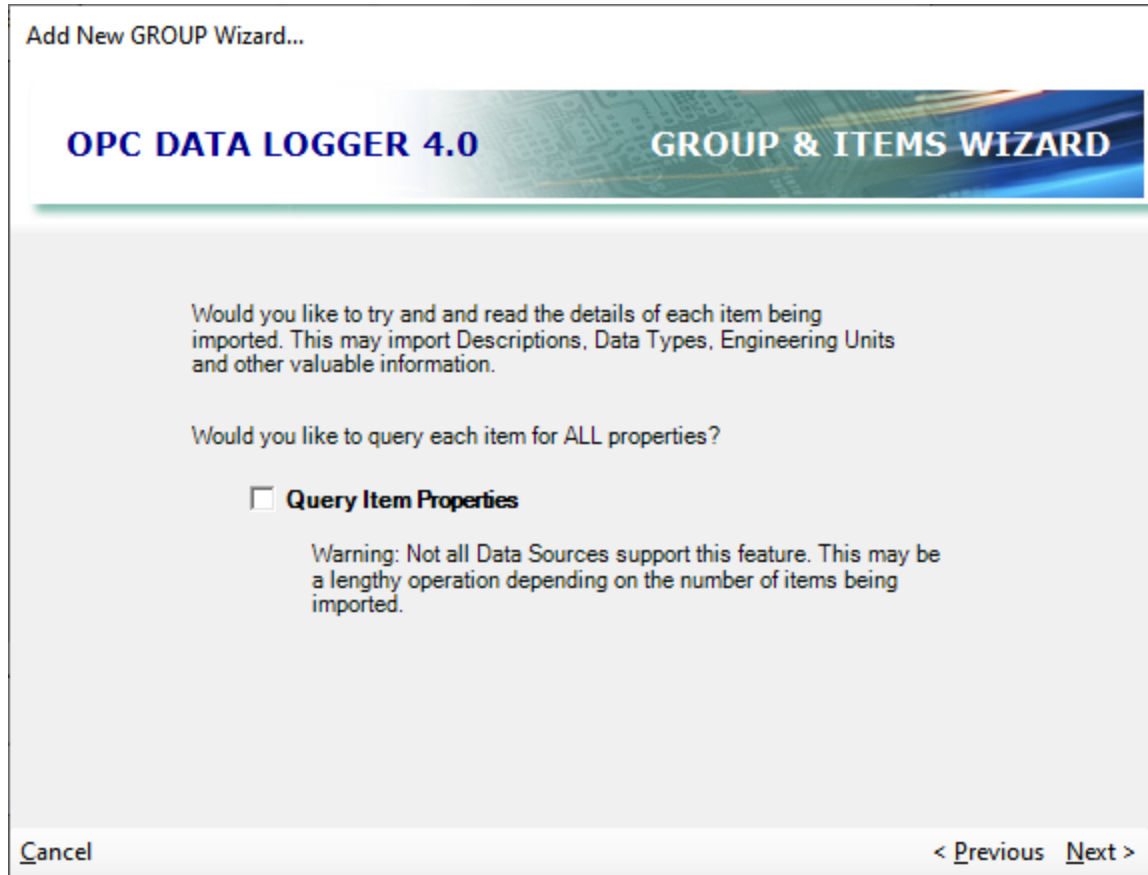 Add New GROUP Wizard...
OPC DATA LOGGER 4.0 GROUP & ITEMS WIZARD
Would you like to try and and read the details of each item being
imported. This may import Descriptions, Data Types, Engineering Units
and other valuable information.
Would you like to query each item for ALL properties?
Query Item Properties
Warning: Not all Data Sources support this feature. This may be
a lengthy operation depending on the number of items being
imported.
Cancel < Previous Next >